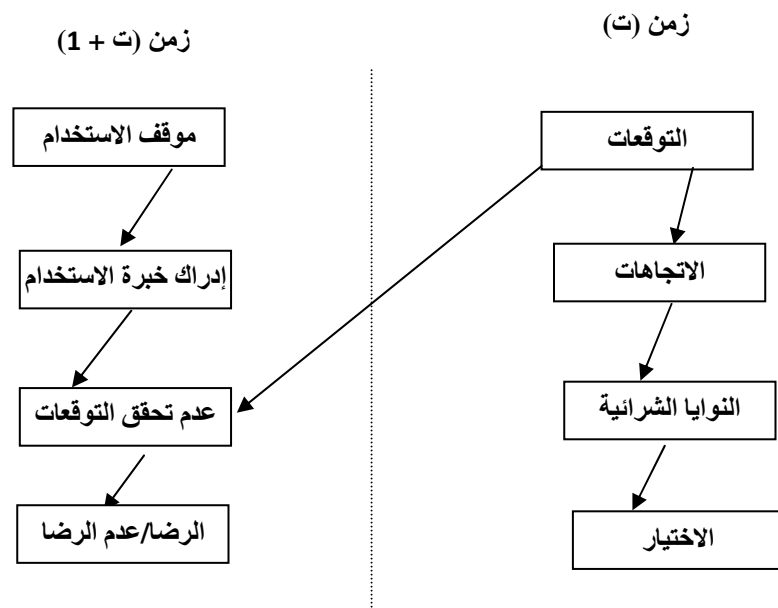 زمن (ت)
زمن (ت + 1)
التوقعات
موقف الاستخدام
الاتجاهات
إدراك خبرة الاستخدام
النوايا الشرائية
عدم تحقق التوقعات
الاختيار
الرضا/عدم الرضا